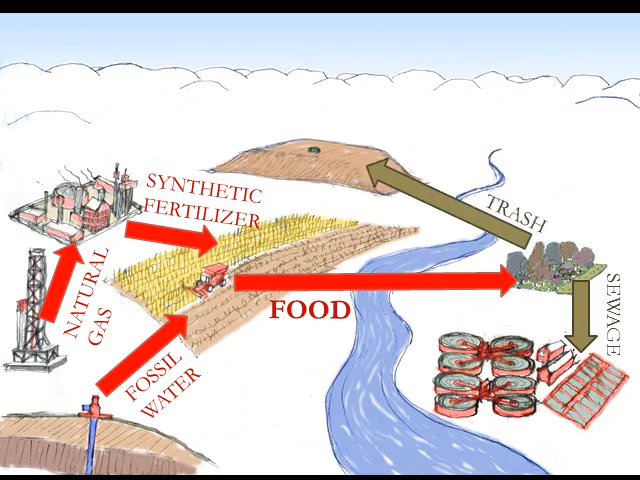 SYNTHETIC
FERTILIZER
TRASH
NATURAL
GAS
FOOD
SEWAGE
FOSSIL
WATER